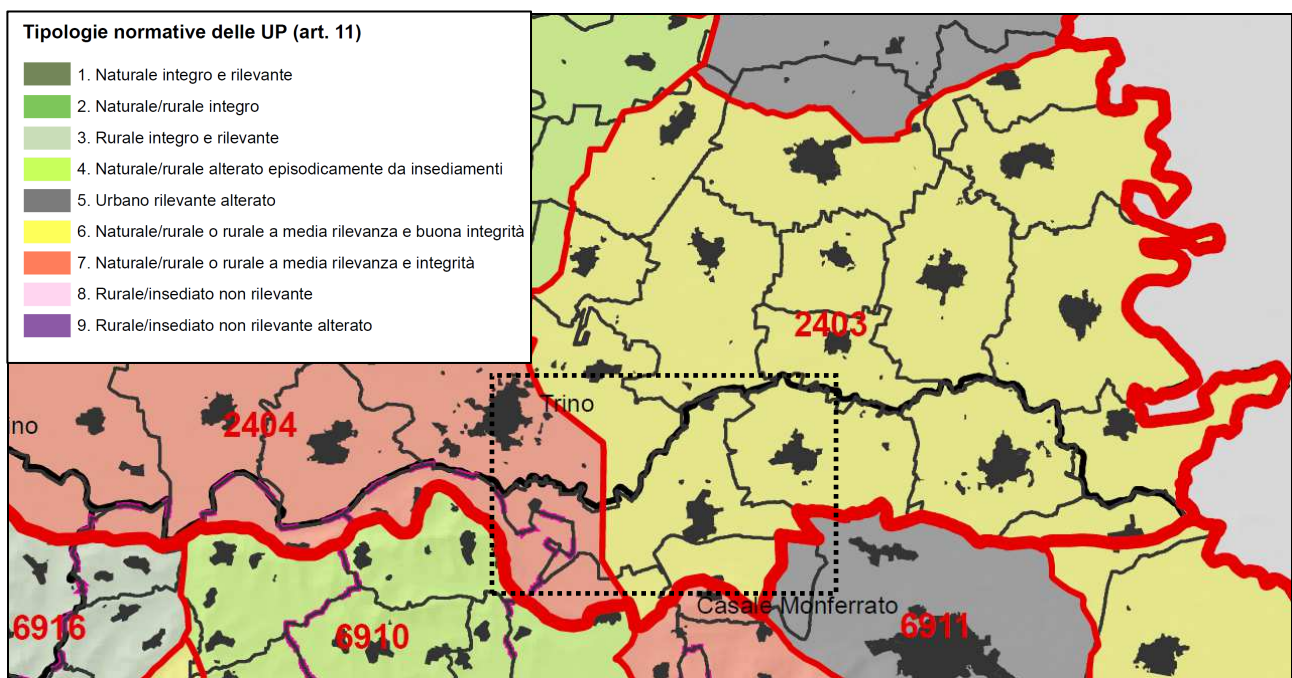 Tipologie normative delle UP (art. 11)
1. Naturale integro e rilevante
2. Naturale/rurale integro
3. Rurale integro e rilevante
4. Naturale/rurale alterato episodicamente da insediamenti
5. Urbano rilevante alterato
6. Naturale/rurale o rurale a media rilevanza e buona integrità
7. Naturale/rurale o rurale a media rilevanza e integrità
8. Rurale/insediato non rilevante
9. Rurale/insediato non rilevante alterato
2403
Trino
ino
2404
Casale Monferrato
6916
6910
6911